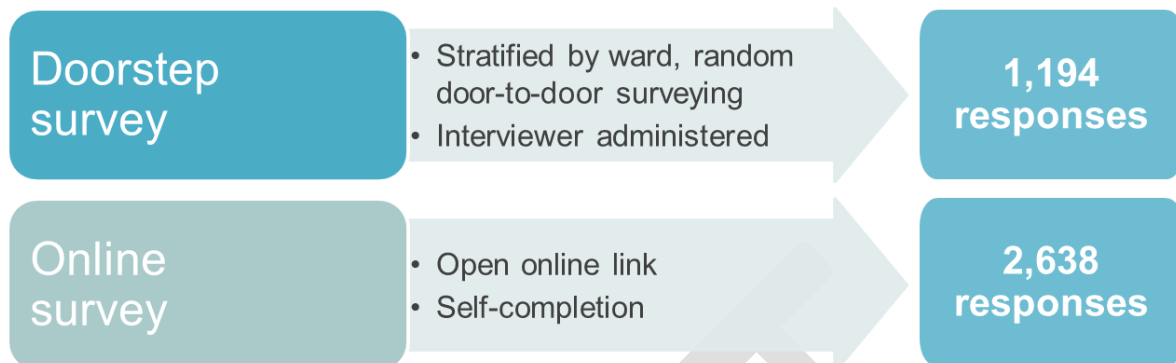 Doorstep
survey
• Stratified by ward, random
door-to-door surveying
• Interviewer administered
1,194
responses
Online
survey
• Open online link
• Self-completion
2,638
responses